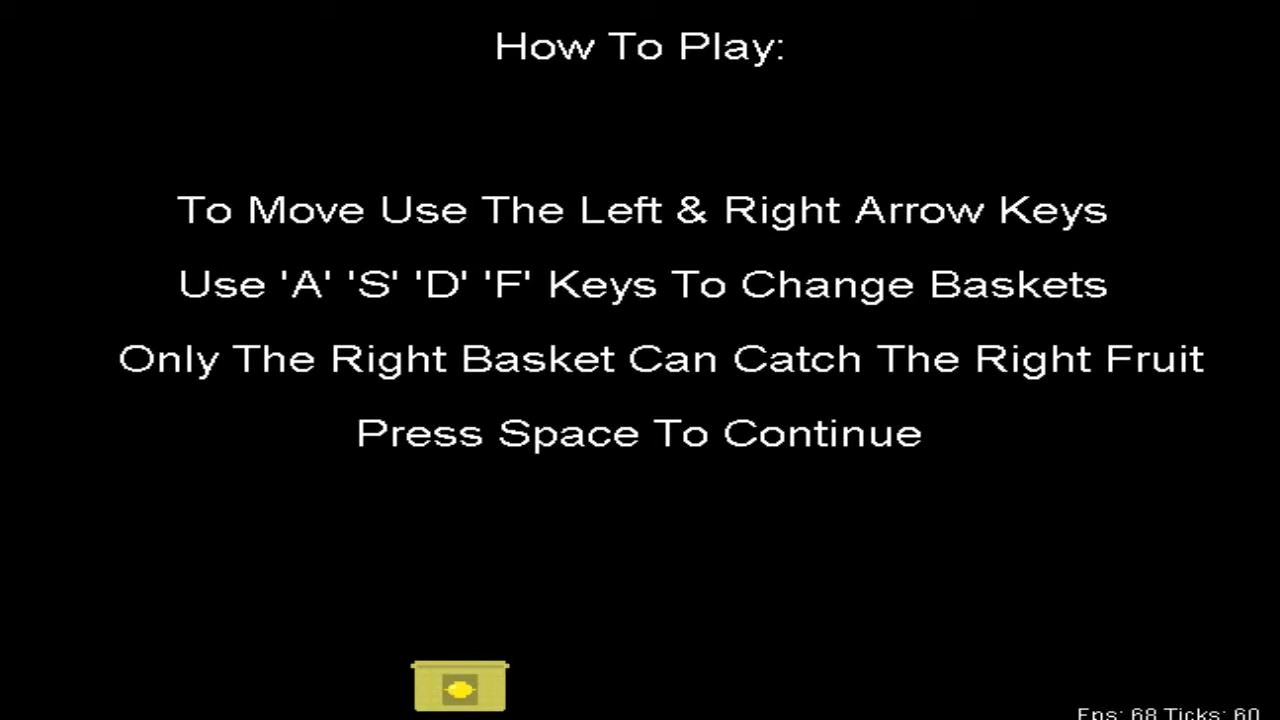 How To Play:
To Move Use The Left & Right Arrow Keys
Use 'A' 'S' 'D' 'F' Keys To Change Baskets
Only The Right Basket Can Catch The Right Fruit
Press Space To Continue
Fps: 68 Ticks: 60